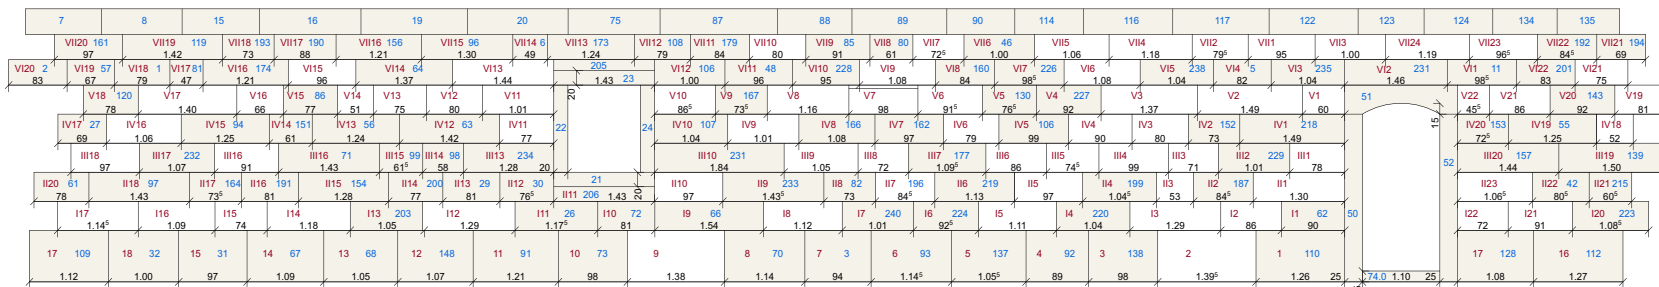 7 8 15 16 19 20 75 87 88 89 90 114 116 117 122 123 124 134 135
VII20 161 VII19 119 VII18 193 VII17 190 VII16 156 VII15 96 VII14 6 VII13 173 VII12 108 VII11 179 VII10 VII9 85 VII8 80 VII7 VII6 46 VII5 VII4 VII2 VII1 VII3 VII24 VII23 VII22 192 VII21 194
97 1.42 73 88 1.21 1.30 49 1.24 79 84 80 91 61 72⁵ 1.00 1.06 1.18 79⁵ 95 1.00 1.19 96⁵ 84⁵ 69
VI20 2 VI19 57 VI18 1 VI17 81 VI16 174 VI15 VI14 64 VI13 205 VI12 106 VI11 48 VI10 228 VI9 VI8 160 VI7 226 VI6 VI5 238 VI4 5 VI3 235 VI2 231 VI1 11 VI22 201 VI21
83 67 79 47 1.21 96 1.37 1.44 1.43 23 1.00 96 95 1.08 84 98⁵ 1.08 1.04 82 1.04 1.46 98⁵ 83 75
V18 120 V17 V16 V15 86 V14 V13 V12 V11 20 V10 V9 167 V8 V7 V6 V5 130 V4 227 V3 V2 V1 51 V22 V21 V20 143 V19
78 1.40 66 77 51 75 80 1.01 86⁵ 73⁵ 1.16 98 91⁵ 76⁵ 92 1.37 1.49 60 45⁵ 86 92 81
IV17 27 IV16 IV15 94 IV14 151 IV13 56 IV12 63 IV11 22 24 IV10 107 IV9 IV8 166 IV7 162 IV6 IV5 106 IV4 IV3 IV2 152 IV1 218 15 IV20 153 IV19 55 IV18
69 1.06 1.25 61 1.24 1.42 77 1.04 1.01 1.08 97 79 99 90 80 73 1.49 72⁵ 1.25 52
III18 III17 232 III16 III16 71 III15 99 III14 98 III13 234 III10 231 III9 III8 III7 177 III6 III5 III4 III3 III2 229 III1 52 III20 157 III19 139
97 1.07 91 1.43 61⁵ 58 1.28 20 1.84 1.05 72 1.09⁵ 86 74⁵ 99 71 1.01 78 1.44 1.50
II20 61 II18 97 II17 164 II16 191 II15 154 II14 200 II13 29 II12 30 21 II10 II9 233 II8 82 II7 196 II6 219 II5 II4 199 II3 II2 187 II1 II23 II22 42 II21 215
78 1.43 73⁵ 81 1.28 77 81 76⁵ II11 206 1.43 20 97 1.43⁵ 73 84⁵ 1.13 97 1.04⁵ 53 84⁵ 1.30 1.06⁵ 80⁵ 60⁵
I17 I16 I15 I14 I13 203 I12 I11 26 I10 72 I9 66 I8 I7 240 I6 224 I5 I4 220 I3 I2 I1 62 50 I22 I21 I20 223
1.14⁵ 1.09 74 1.18 1.05 1.29 1.17⁵ 81 1.54 1.12 1.01 92⁵ 1.11 1.04 1.29 86 90 72 91 1.08⁵
17 109 18 32 15 31 14 67 13 68 12 148 11 91 10 73 9 8 70 7 3 6 93 5 137 4 92 3 138 2 1 110 17 128 16 112
1.12 1.00 97 1.09 1.05 1.07 1.21 98 1.38 1.14 94 1.14⁵ 1.05⁵ 89 98 1.39⁵ 1.26 25 74.0 1.10 25 1.08 1.27